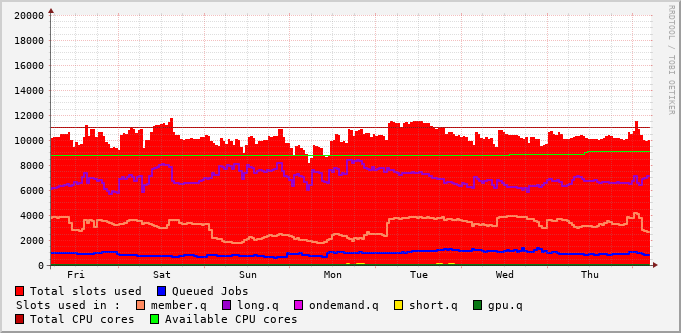 RRDTOOL / TOBI OETIKER
20000
18000
16000
14000
12000
10000
8000
6000
4000
2000
0
Fri Sat Sun Mon Tue Wed Thu
Total slots used Queued Jobs
Slots used in : member.q long.q ondemand.q short.q gpu.q
Total CPU cores Available CPU cores